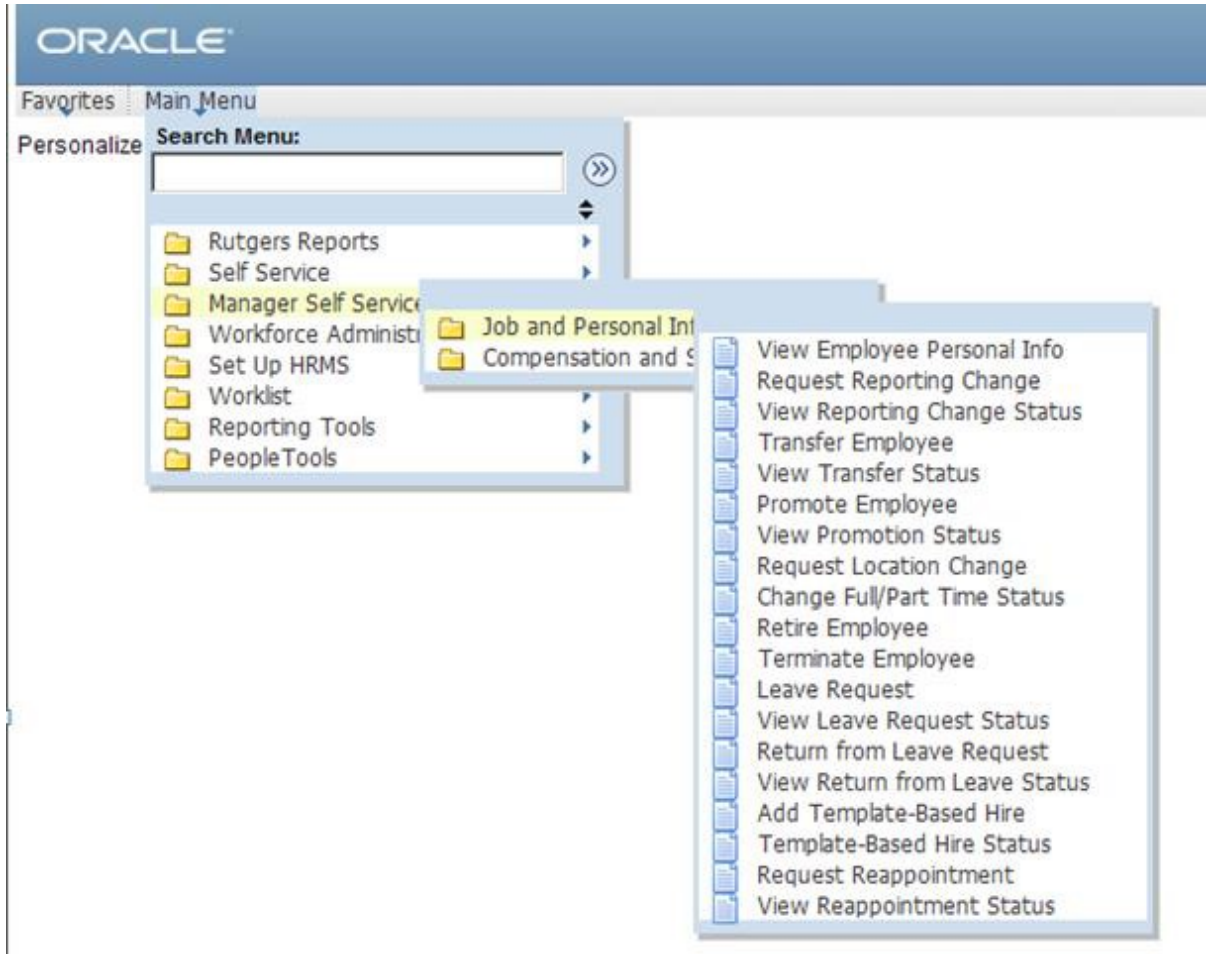 ORACLE
Favorites Main Menu
Personalize
Search Menu:
Rutgers Reports
Self Service
Manager Self Service
Workforce Administr
Set Up HRMS
Worklist
Reporting Tools
PeopleTools
Job and Personal Inf
Compensation and S
View Employee Personal Info
Request Reporting Change
View Reporting Change Status
Transfer Employee
View Transfer Status
Promote Employee
View Promotion Status
Request Location Change
Change Full/Part Time Status
Retire Employee
Terminate Employee
Leave Request
View Leave Request Status
Return from Leave Request
View Return from Leave Status
Add Template-Based Hire
Template-Based Hire Status
Request Reappointment
View Reappointment Status